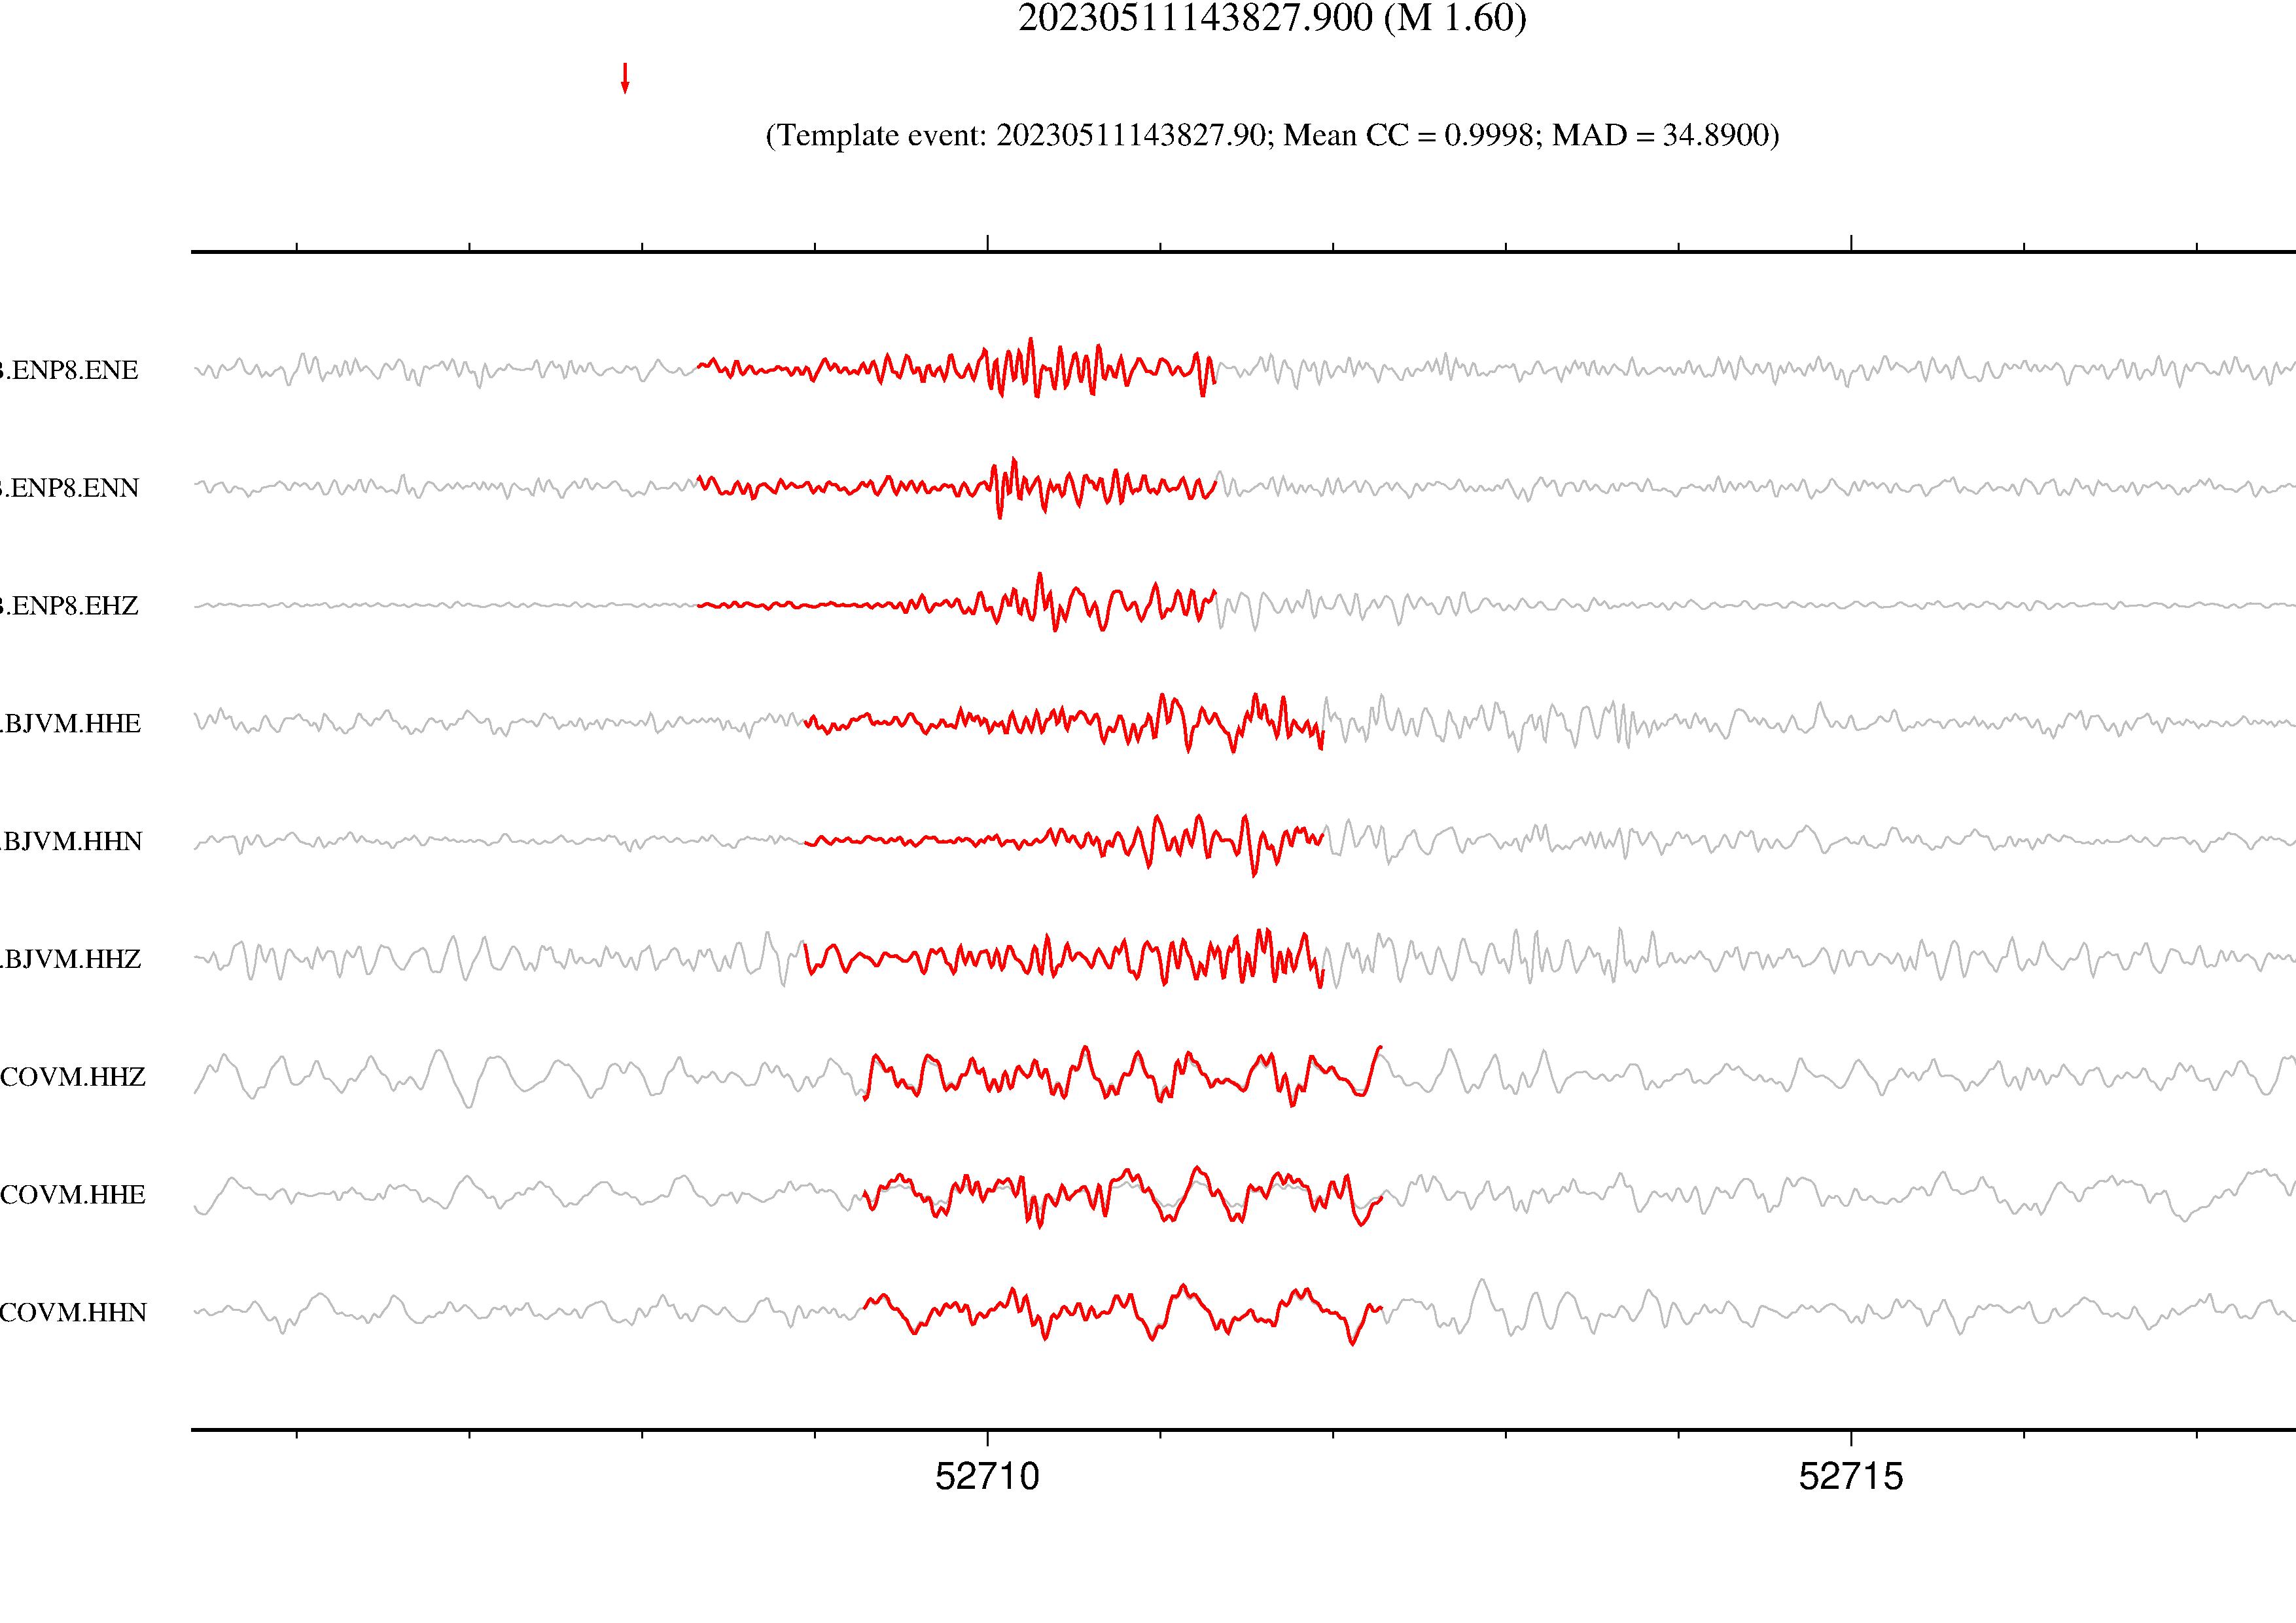 20230511143827.900 (M 1.60)
(Template event: 20230511143827.90; Mean CC = 0.9998; MAD = 34.8900)
.ENP8.ENE
.ENP8.ENN
.ENP8.EHZ
.BJVM.HHE
.BJVM.HHN
.BJVM.HHZ
COVM.HHZ
COVM.HHE
COVM.HHN
52710 52715